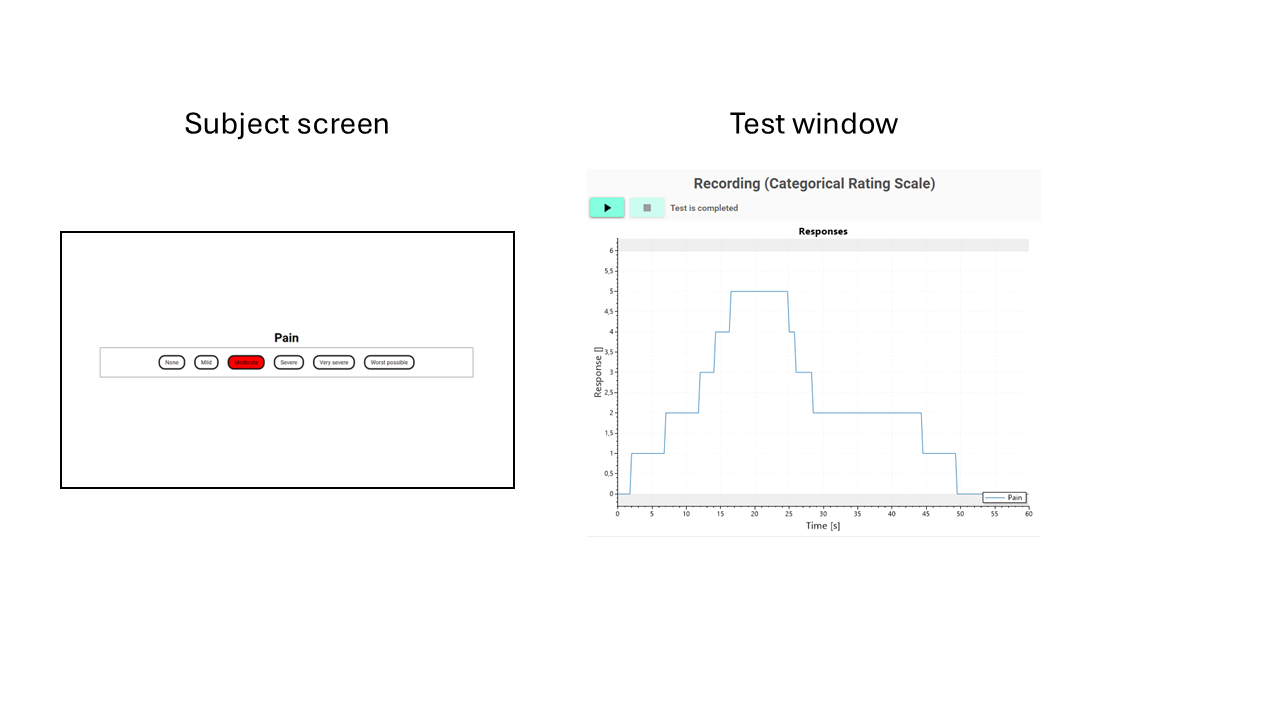 Subject screen
Test window
Pain
None Mild Moderate Severe Very severe Worst possible
Recording (Categorical Rating Scale)
Test is completed
Responses
6
5,5
5
4,5
4
3,5
3
2,5
2
1,5
1
0,5
0
Response []
0 5 10 15 20 25 30 35 40 45 50 55 60
Time [s]
Pain